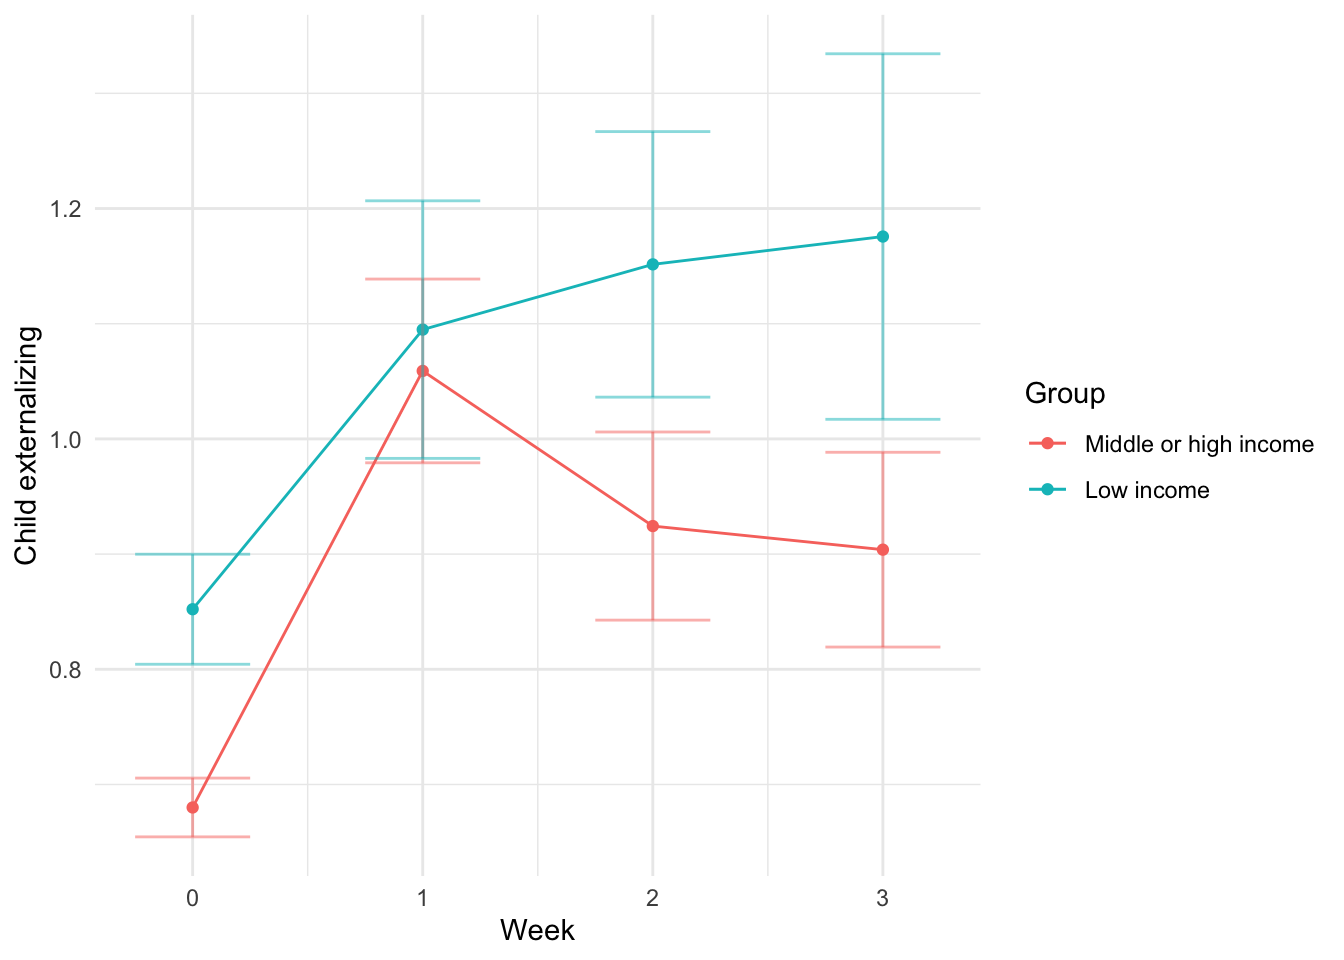 Child externalizing
1.2
1.0
0.8
0
1
2
3
Week
Group
Middle or high income
Low income